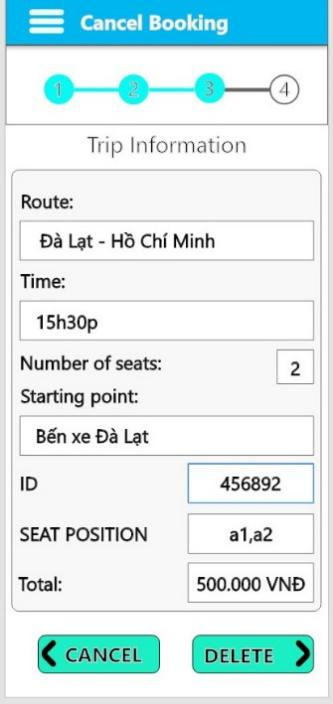 Cancel Booking
1 2 3 4
Trip Information
Route:
Đà Lạt - Hồ Chí Minh
Time:
15h30p
Number of seats: 2
Starting point:
Bến xe Đà Lạt
ID 456892
SEAT POSITION a1,a2
Total: 500.000 VNĐ
CANCEL DELETE